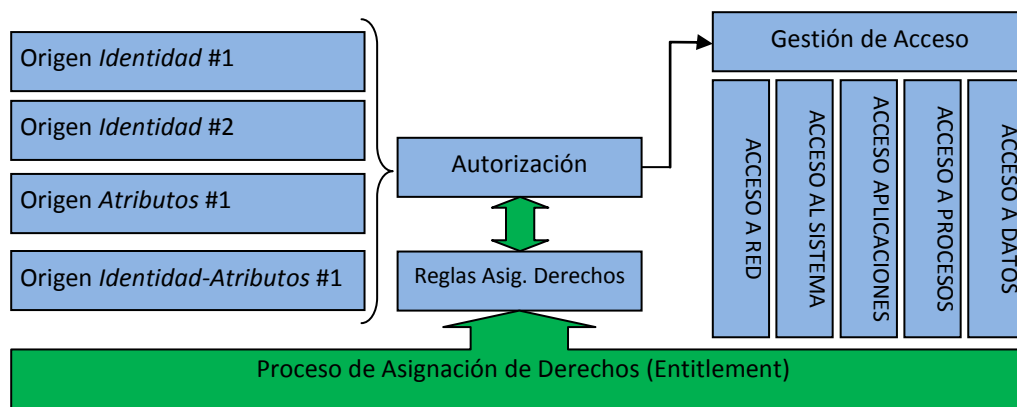 Origen Identidad #1
Origen Identidad #2
Origen Atributos #1
Origen Identidad-Atributos #1
Autorización
Reglas Asig. Derechos
Gestión de Acceso
ACCESO A RED
ACCESO AL SISTEMA
ACCESO APLICACIONES
ACCESO A PROCESOS
ACCESO A DATOS
Proceso de Asignación de Derechos (Entitlement)